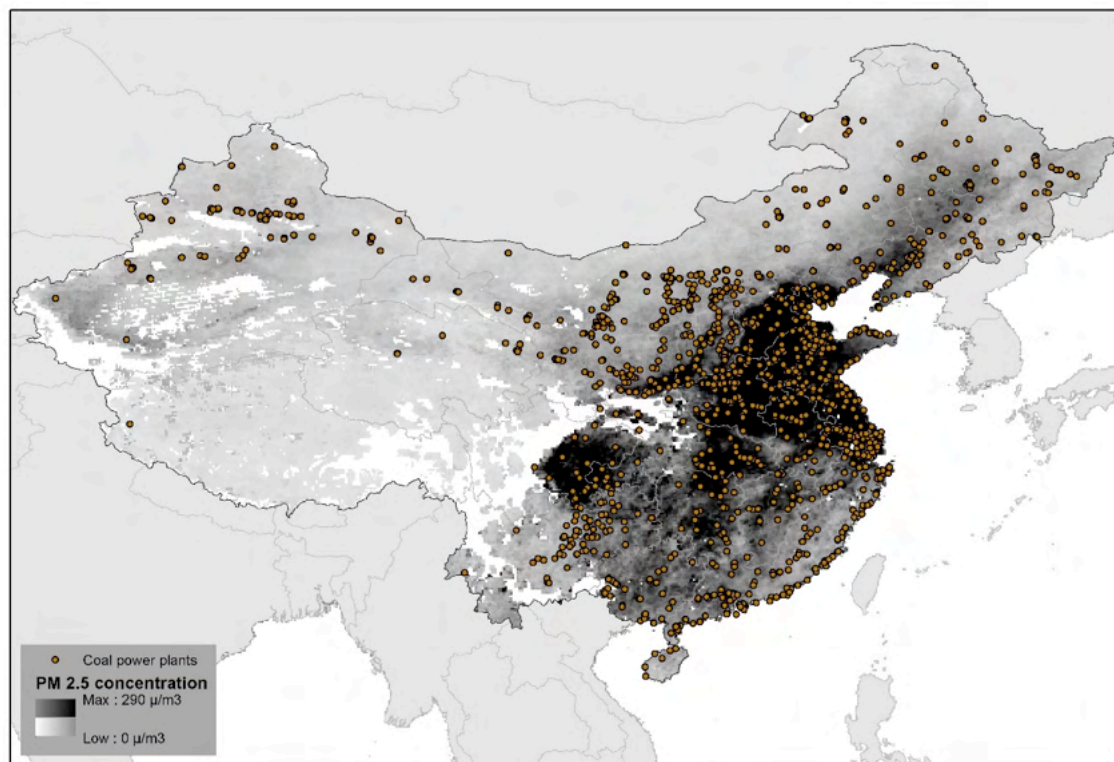 Coal power plants
PM 2.5 concentration
Max : 290 µ/m3
Low : 0 µ/m3